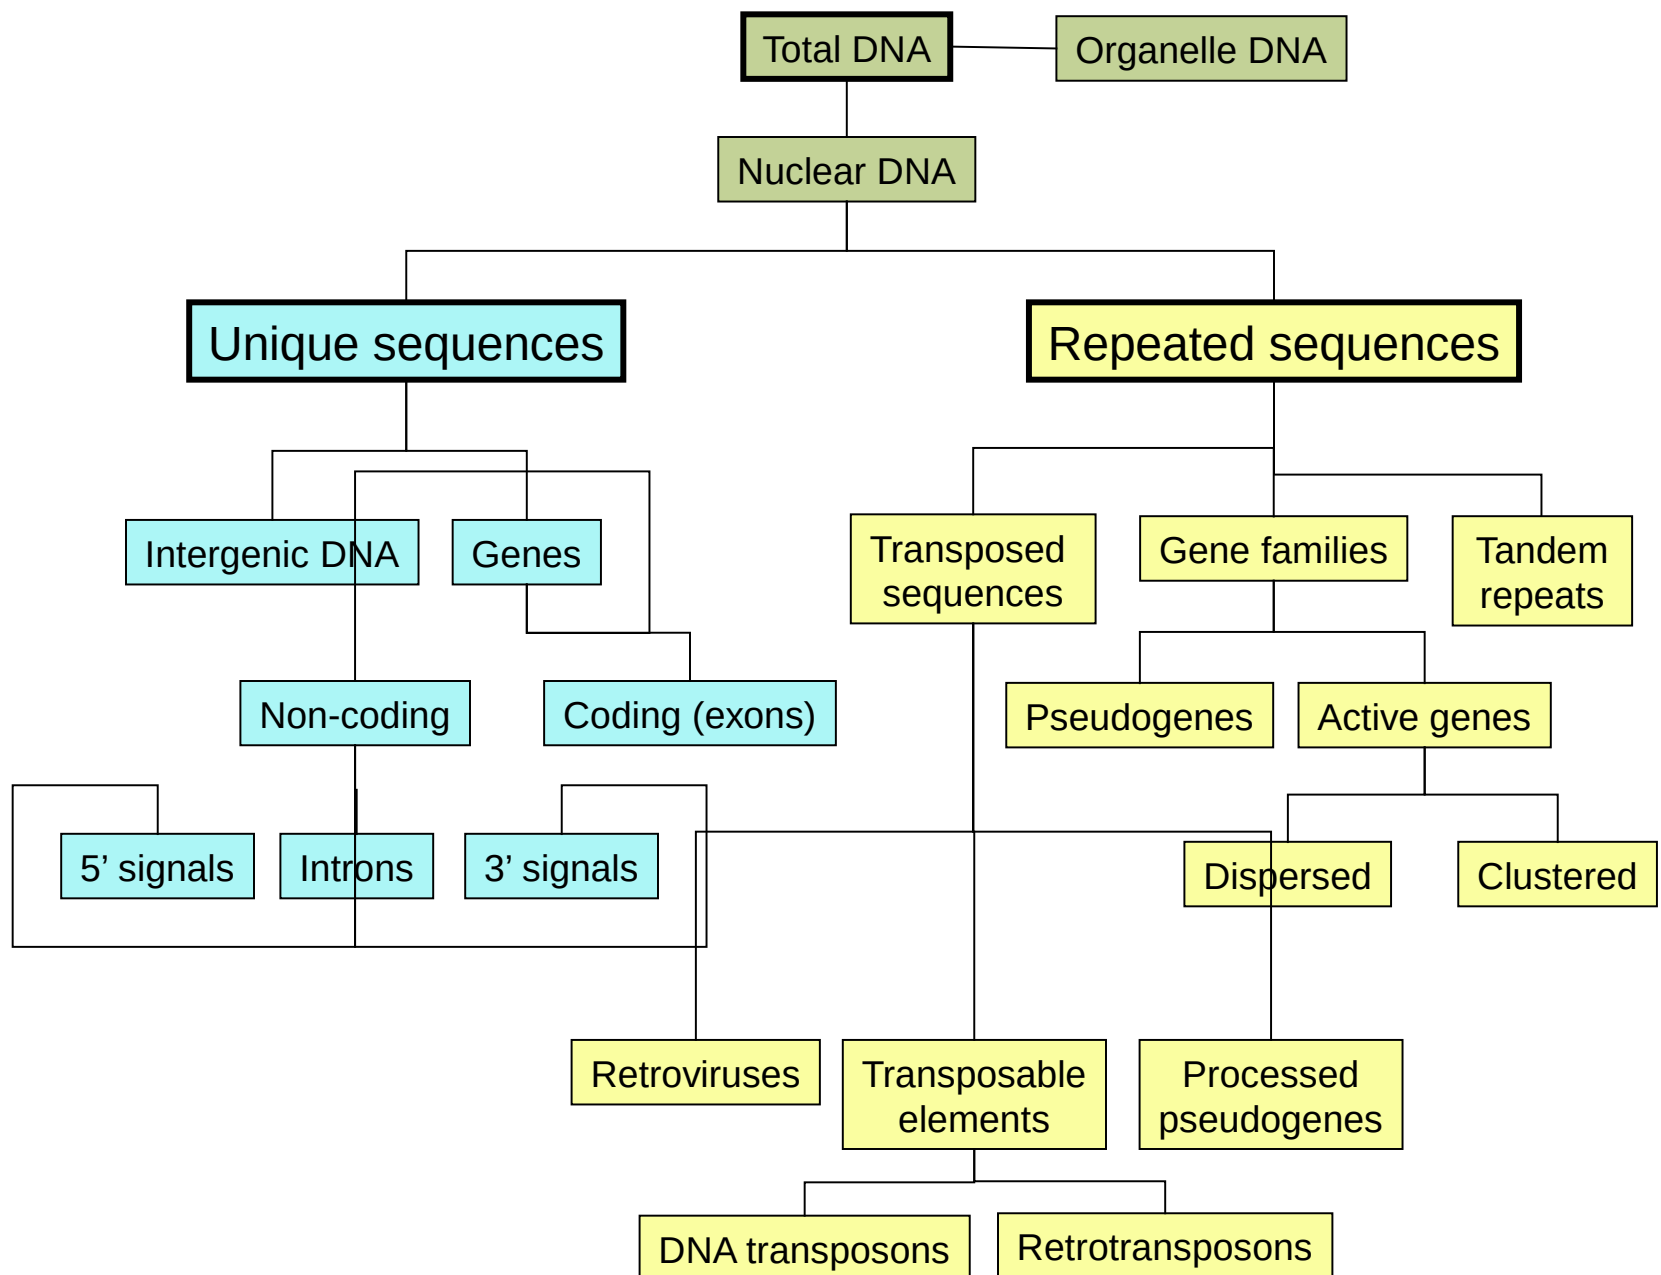 Total DNA
Organelle DNA
Nuclear DNA
Unique sequences
Repeated sequences
Intergenic DNA
Genes
Transposed
sequences
Gene families
Tandem
repeats
Non-coding
Coding (exons)
Pseudogenes
Active genes
5’ signals
Introns
3’ signals
Dispersed
Clustered
Retroviruses
Transposable
elements
Processed
pseudogenes
DNA transposons
Retrotransposons